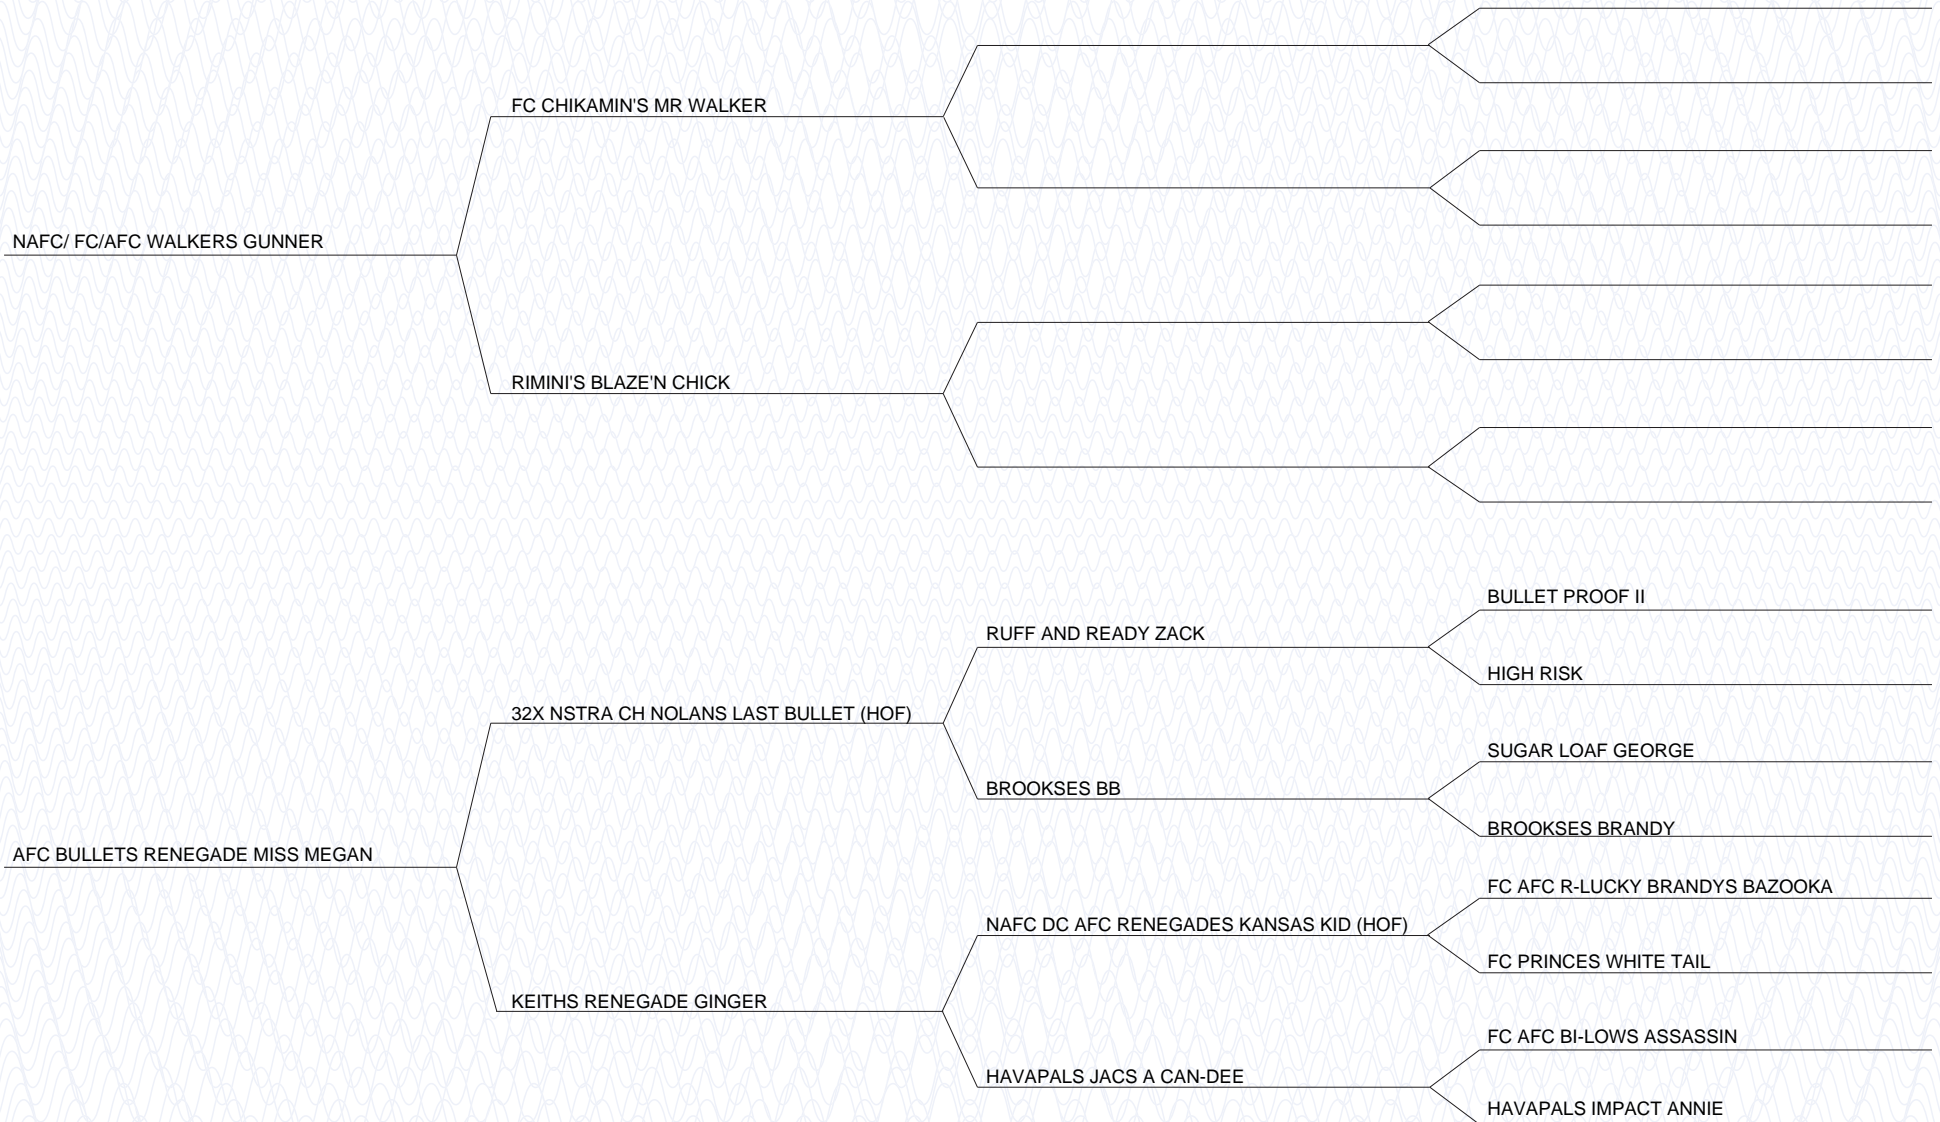 FC CHIKAMIN'S MR WALKER
NAFC/ FC/AFC WALKERS GUNNER
RIMINI'S BLAZE'N CHICK
BULLET PROOF II
RUFF AND READY ZACK
HIGH RISK
32X NSTRA CH NOLANS LAST BULLET (HOF)
SUGAR LOAF GEORGE
BROOKSES BB
BROOKSES BRANDY
AFC BULLETS RENEGADE MISS MEGAN
FC AFC R-LUCKY BRANDYS BAZOOKA
NAFC DC AFC RENEGADES KANSAS KID (HOF)
FC PRINCES WHITE TAIL
KEITHS RENEGADE GINGER
FC AFC BI-LOWS ASSASSIN
HAVAPALS JACS A CAN-DEE
HAVAPALS IMPACT ANNIE